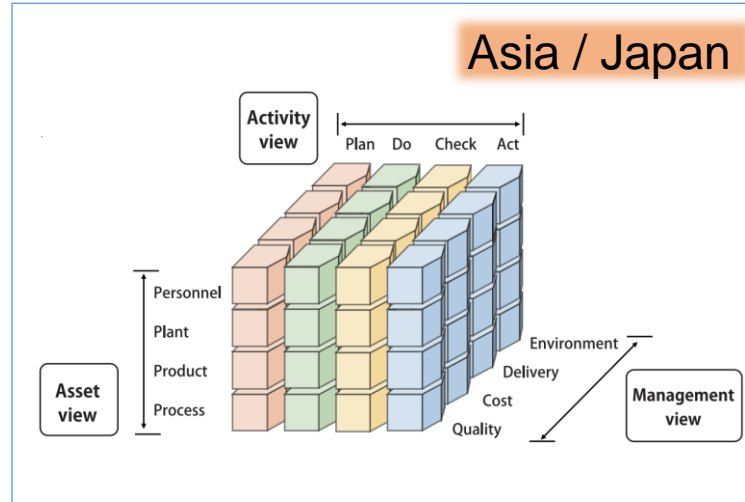 Asia / Japan
Activity
view
Plan Do Check Act
Personnel
Plant
Product
Process
Asset
view
Environment
Delivery
Cost
Quality
Management
view